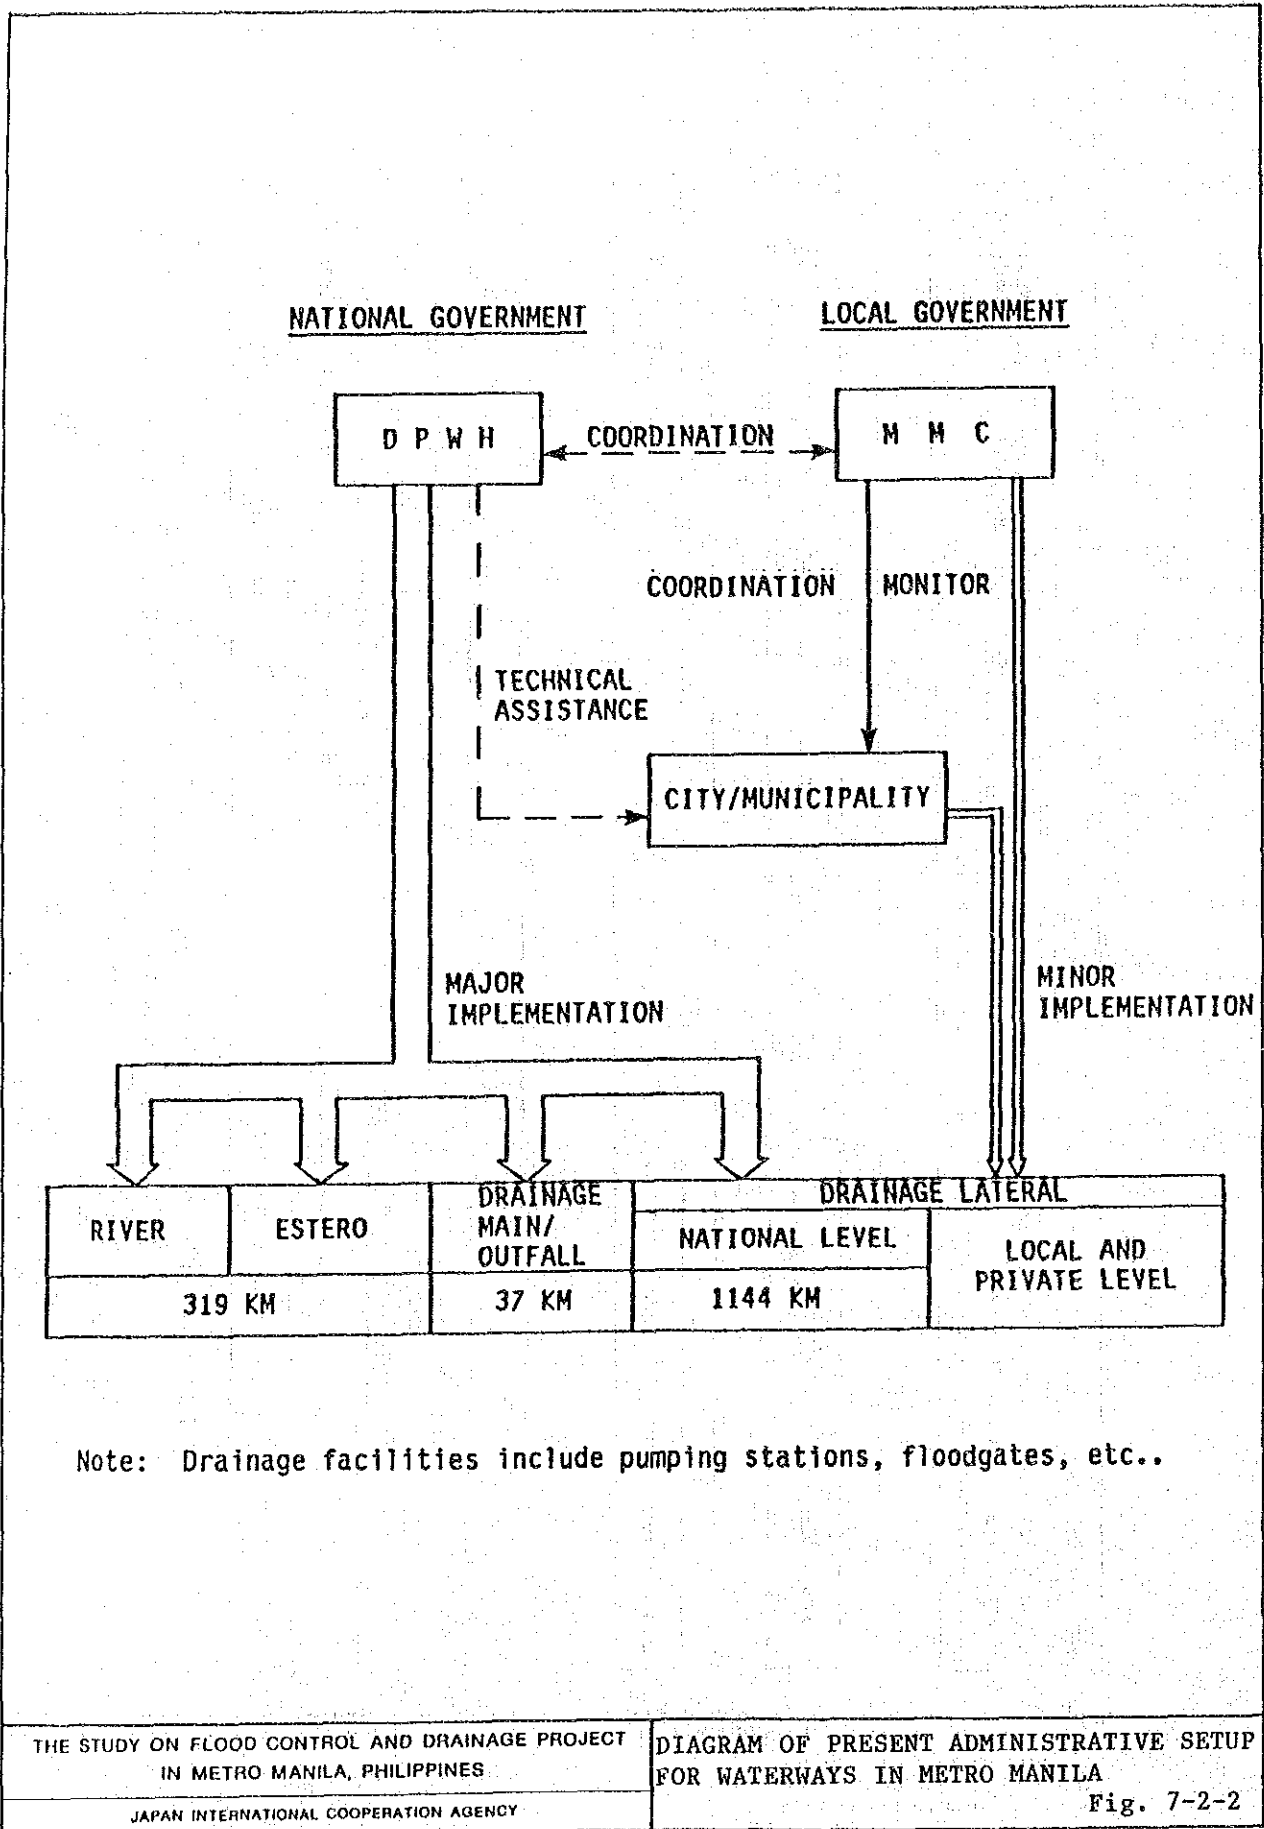 NATIONAL GOVERNMENT
LOCAL GOVERNMENT
D P W H
COORDINATION
M M C
COORDINATION
MONITOR
TECHNICAL
ASSISTANCE
CITY/MUNICIPALITY
MAJOR
IMPLEMENTATION
MINOR
IMPLEMENTATION
RIVER
ESTERO
DRAINAGE
MAIN/
OUTFALL
DRAINAGE LATERAL
NATIONAL LEVEL
LOCAL AND
PRIVATE LEVEL
319 KM
37 KM
1144 KM
Note: Drainage facilities include pumping stations, floodgates, etc..
THE STUDY ON FLOOD CONTROL AND DRAINAGE PROJECT
IN METRO MANILA, PHILIPPINES
JAPAN INTERNATIONAL COOPERATION AGENCY
DIAGRAM OF PRESENT ADMINISTRATIVE SETUP
FOR WATERWAYS IN METRO MANILA
Fig. 7-2-2